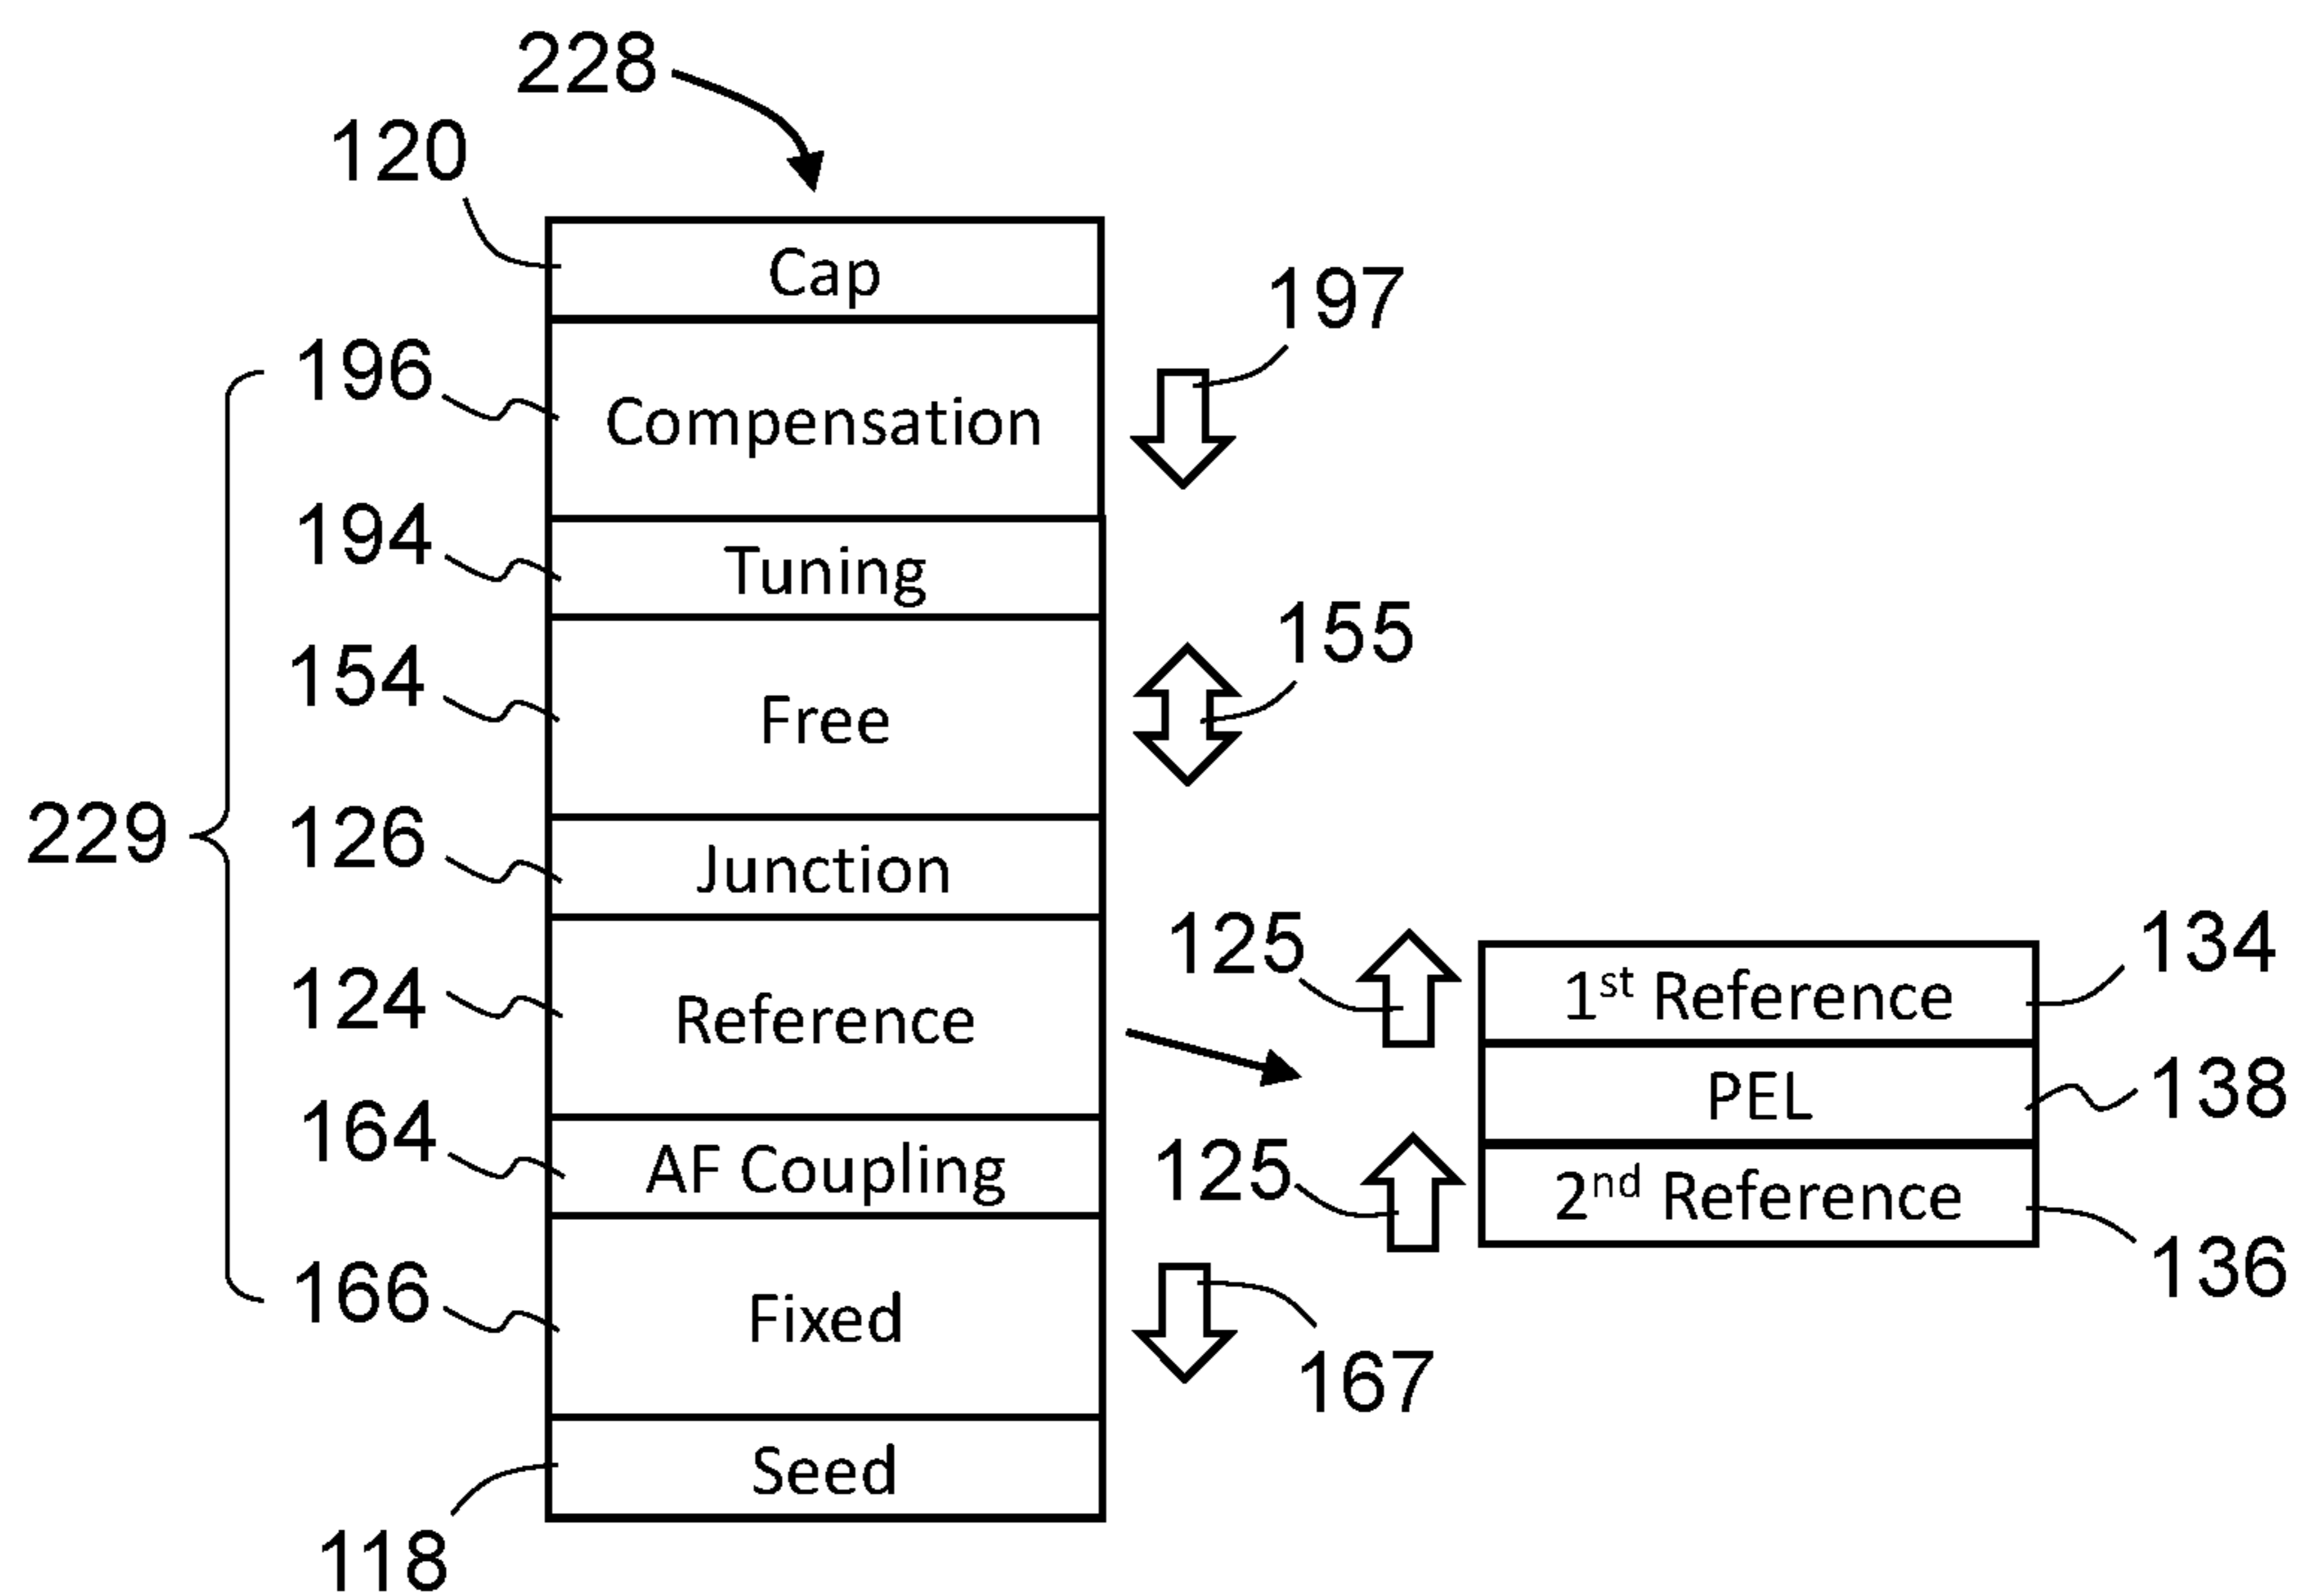 228
120
Cap
197
196
Compensation
194
Tuning
155
154
Free
229
126
Junction
125
134
1st Reference
124
Reference
138
PEL
164
AF Coupling
125
2nd Reference
136
166
Fixed
167
Seed
118